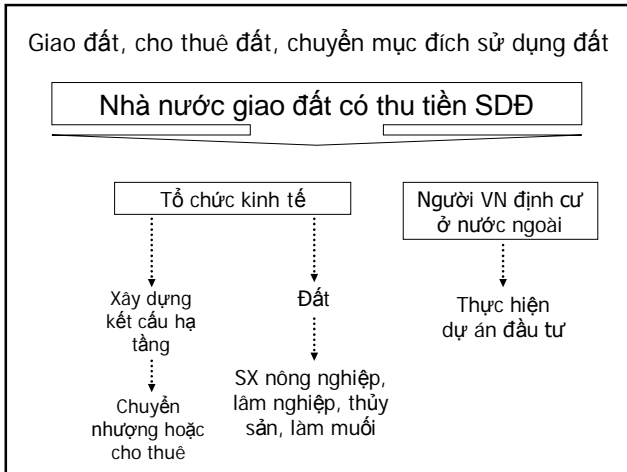 Giao đất, cho thuê đất, chuyển mục đích sử dụng đất
Nhà nước giao đất có thu tiền SDĐ
Tổ chức kinh tế
Người VN định cư
ở nước ngoài
Xây dựng
kết cấu hạ
tầng
Chuyển
nhượng hoặc
cho thuê
Đất
SX nông nghiệp,
lâm nghiệp, thủy
sản, làm muối
Thực hiện
dự án đầu tư